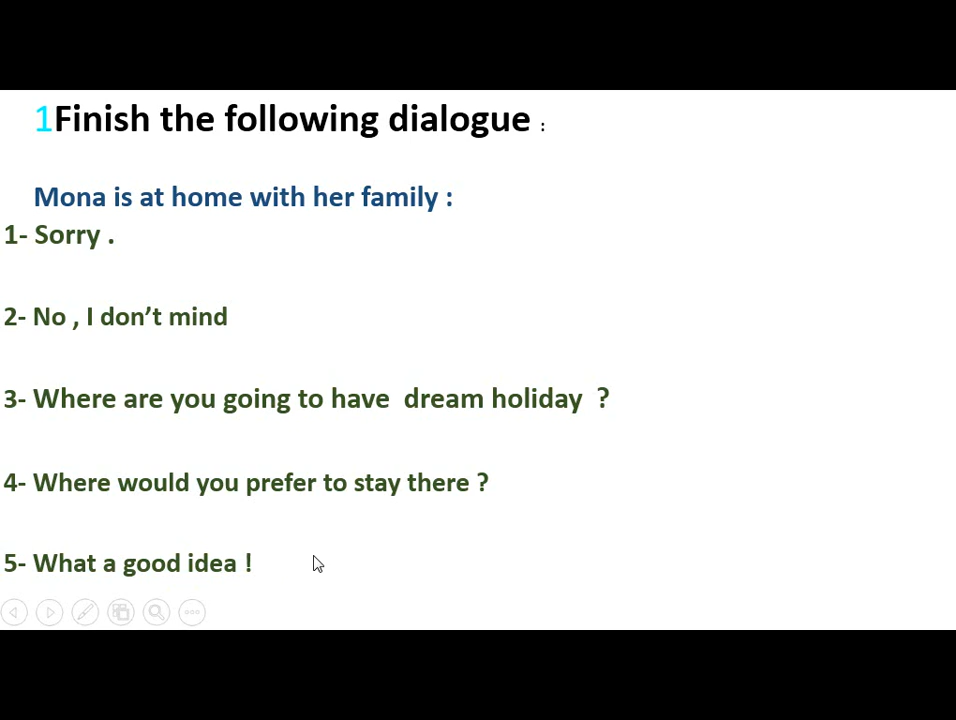 1Finish the following dialogue :
Mona is at home with her family :
1- Sorry .
2- No , I don’t mind
3- Where are you going to have  dream holiday  ?
4- Where would you prefer to stay there ?
5- What a good idea !